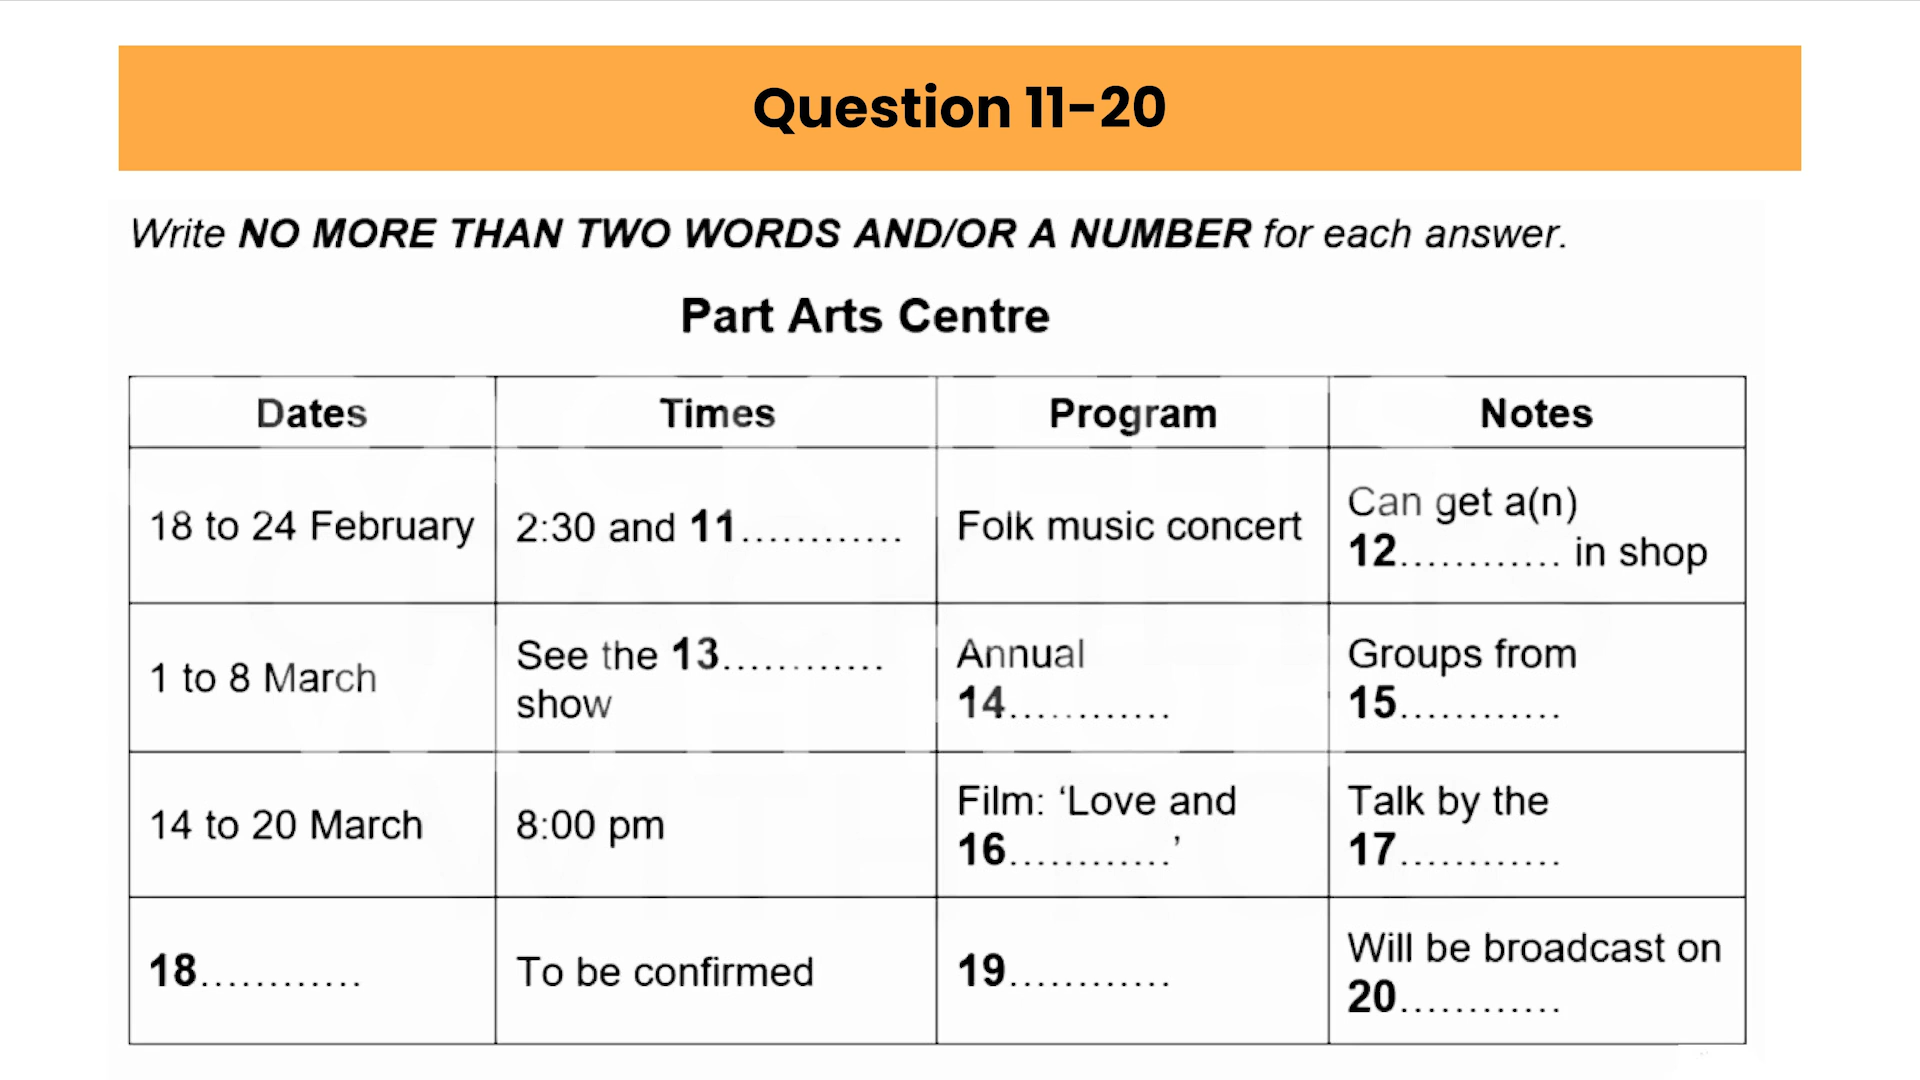 Question 11-20
Write NO MORE THAN TWO WORDS AND/OR A NUMBER for each answer.
Part Arts Centre
Dates Times Program Notes
18 to 24 February 2:30 and 11............ Folk music concert Can get a(n)
12............ in shop
1 to 8 March See the 13............
show Annual
14............ Groups from
15............
14 to 20 March 8:00 pm Film: ‘Love and
16............’ Talk by the
17............
18............ To be confirmed 19............ Will be broadcast on
20............